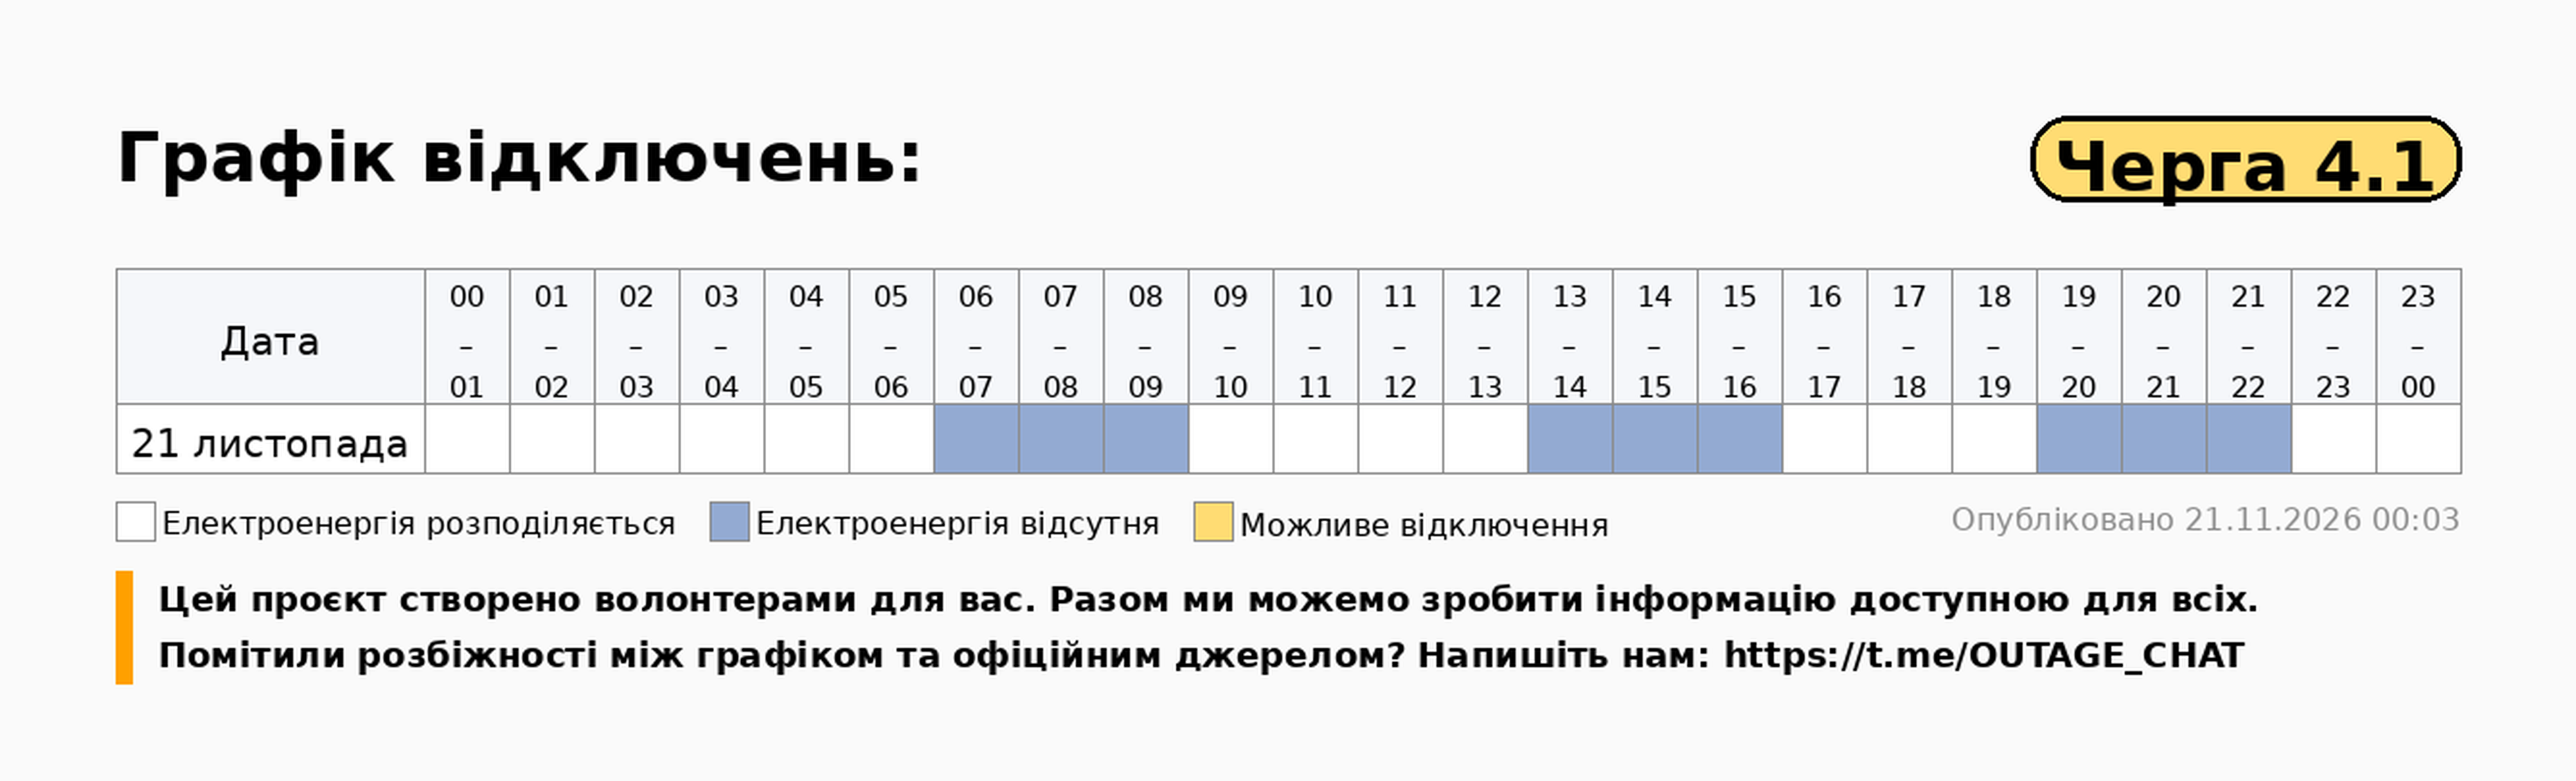 Графік відключень:
Черга 4.1
Дата 00–01 01–02 02–03 03–04 04–05 05–06 06–07 07–08 08–09 09–10 10–11 11–12 12–13 13–14 14–15 15–16 16–17 17–18 18–19 19–20 20–21 21–22 22–23 23–00
21 листопада
Електроенергія розподіляється Електроенергія відсутня Можливе відключення
Опубліковано 21.11.2026 00:03
Цей проєкт створено волонтерами для вас. Разом ми можемо зробити інформацію доступною для всіх.
Помітили розбіжності між графіком та офіційним джерелом? Напишіть нам: https://t.me/OUTAGE_CHAT